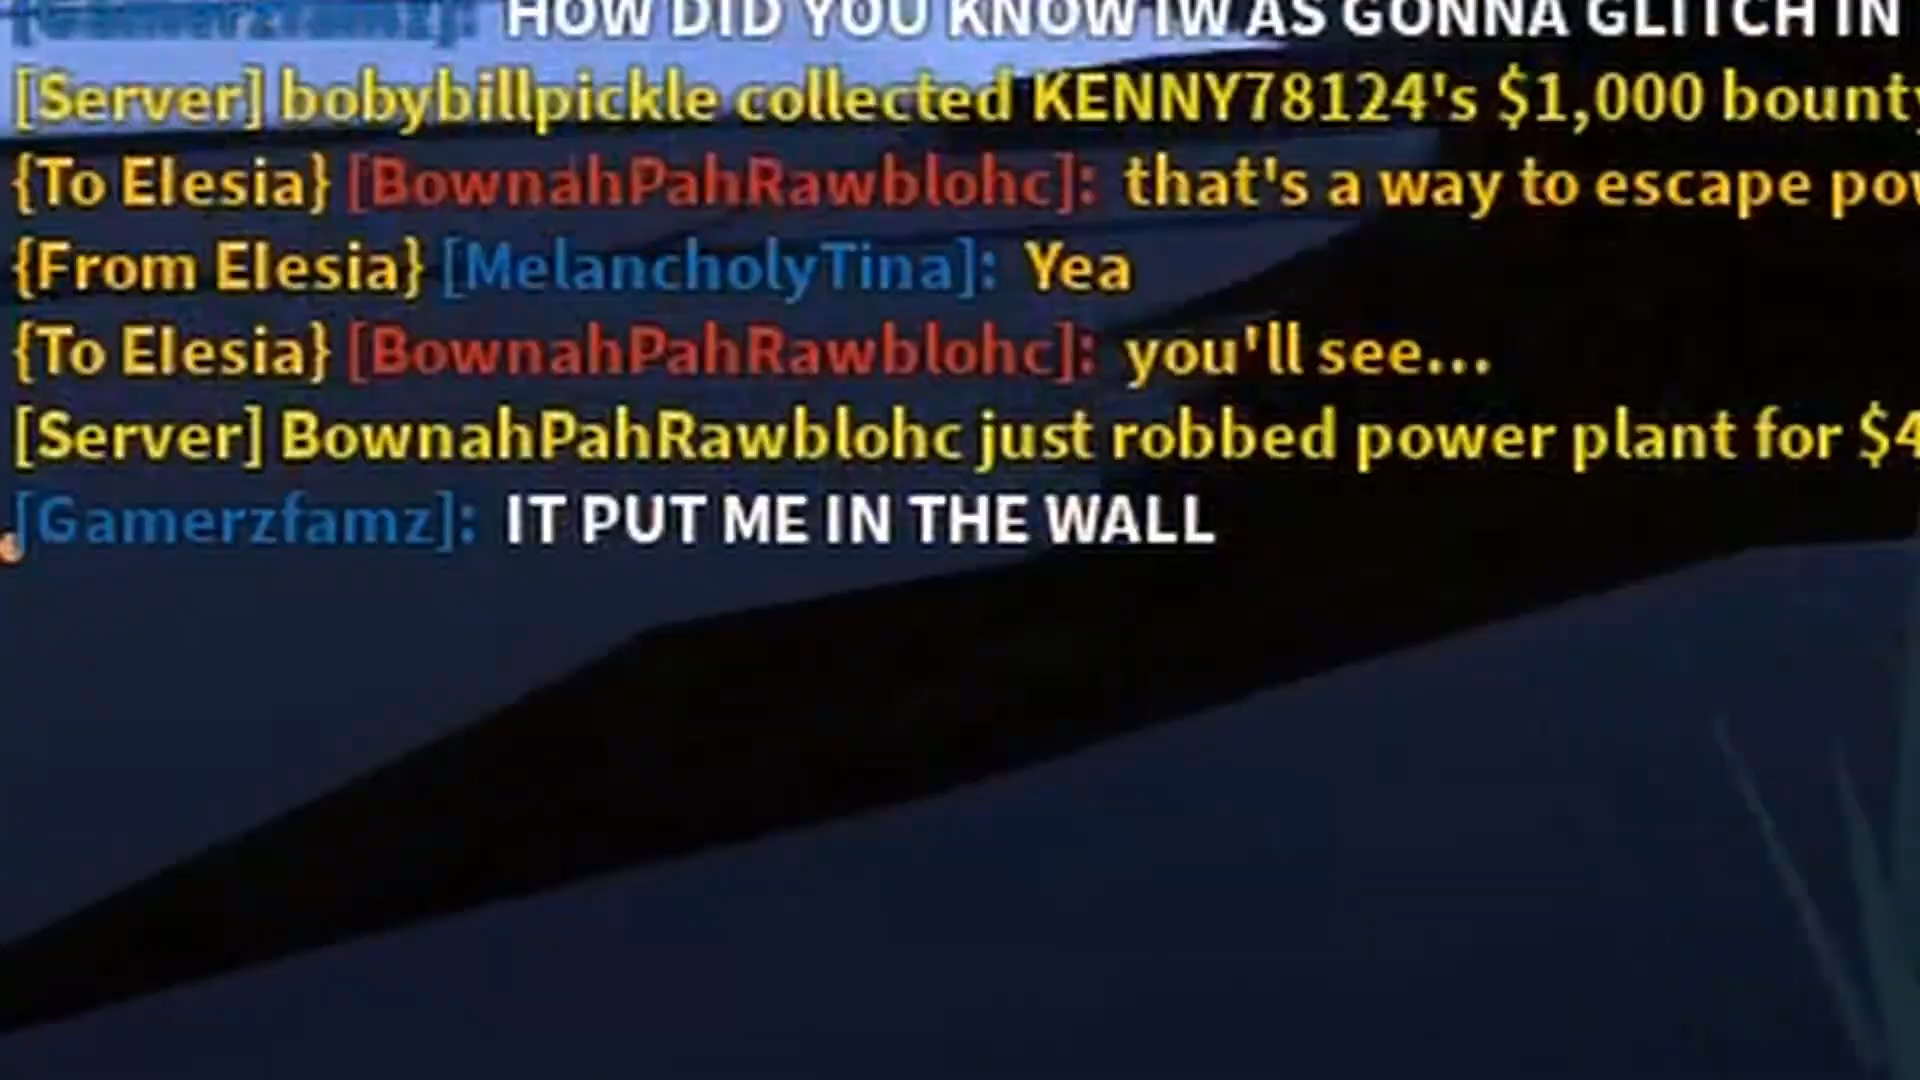 [Gamerzfamz]: HOW DID YOU KNOW IW AS GONNA GLITCH IN
[Server] bobybillpickle collected KENNY78124's $1,000 bounty
{To Elesia} [BownahPahRawblohc]: that's a way to escape pow
{From Elesia} [MelancholyTina]: Yea
{To Elesia} [BownahPahRawblohc]: you'll see...
[Server] BownahPahRawblohc just robbed power plant for $4
[Gamerzfamz]: IT PUT ME IN THE WALL